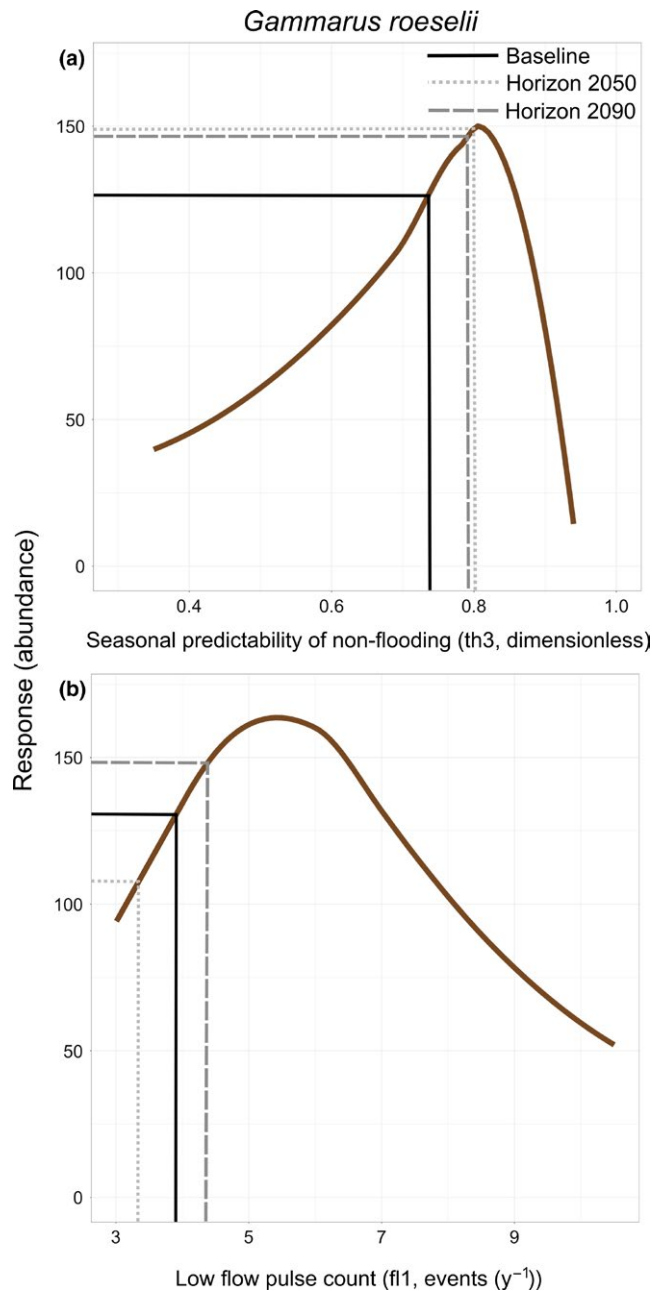 Gammarus roeselii
(a)
Baseline
Horizon 2050
Horizon 2090
150
100
50
0
0.4 0.6 0.8 1.0
Seasonal predictability of non-flooding (th3, dimensionless)
Response (abundance)
(b)
150
100
50
0
3 5 7 9
Low flow pulse count (fl1, events (y⁻¹))